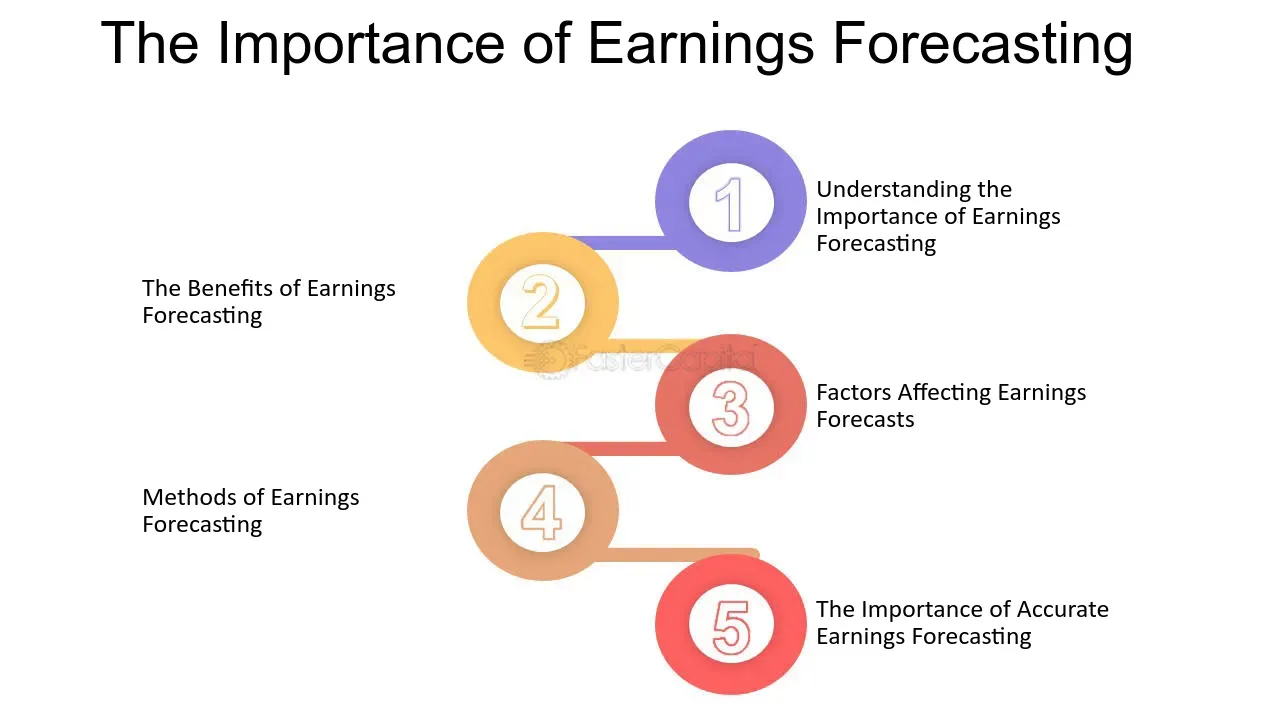 The Importance of Earnings Forecasting
1
Understanding the
Importance of Earnings
Forecasting
2
The Benefits of Earnings
Forecasting
FasterCapital
3
Factors Affecting Earnings
Forecasts
4
Methods of Earnings
Forecasting
5
The Importance of Accurate
Earnings Forecasting